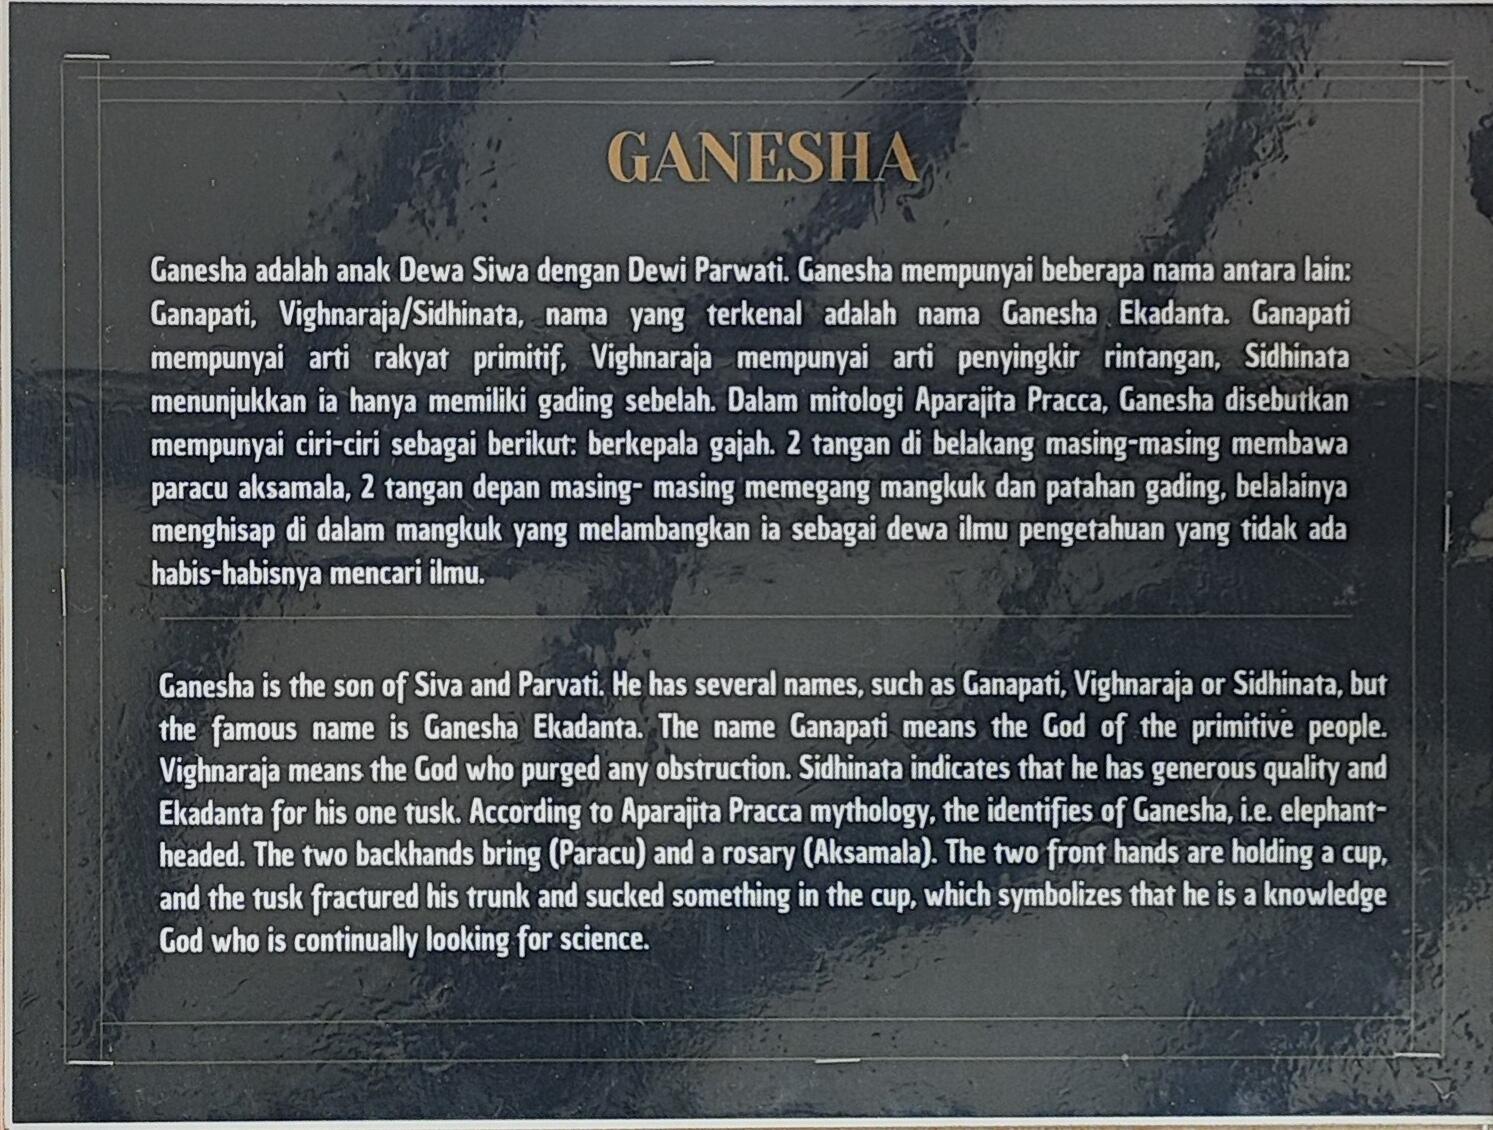 GANESHA
Ganesha adalah anak Dewa Siwa dengan Dewi Parwati. Ganesha mempunyai beberapa nama antara lain:
Ganapati, Vighnaraja/Sidhinata, nama yang terkenal adalah nama Ganesha Ekadanta. Ganapati
mempunyai arti rakyat primitif, Vighnaraja mempunyai arti penyingkir rintangan, Sidhinata
menunjukkan ia hanya memiliki gading sebelah. Dalam mitologi Aparajita Pracca, Ganesha disebutkan
mempunyai ciri-ciri sebagai berikut: berkepala gajah. 2 tangan di belakang masing-masing membawa
paracu aksamala, 2 tangan depan masing- masing memegang mangkuk dan patahan gading, belalainya
menghisap di dalam mangkuk yang melambangkan ia sebagai dewa ilmu pengetahuan yang tidak ada
habis-habisnya mencari ilmu.
Ganesha is the son of Siva and Parvati. He has several names, such as Ganapati, Vighnaraja or Sidhinata, but
the famous name is Ganesha Ekadanta. The name Ganapati means the God of the primitive people.
Vighnaraja means the God who purged any obstruction. Sidhinata indicates that he has generous quality and
Ekadanta for his one tusk. According to Aparajita Pracca mythology, the identifies of Ganesha, i.e. elephant-
headed. The two backhands bring (Paracu) and a rosary (Aksamala). The two front hands are holding a cup,
and the tusk fractured his trunk and sucked something in the cup, which symbolizes that he is a knowledge
God who is continually looking for science.